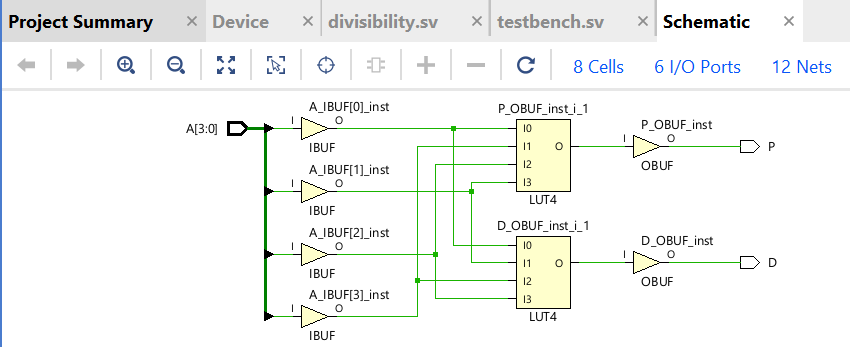 Project Summary × Device × divisibility.sv × testbench.sv × Schematic ×
8 Cells 6 I/O Ports 12 Nets
A_IBUF[0]_inst P_OBUF_inst_i_1
A[3:0] I O I0 P_OBUF_inst
IBUF I1 O I O P
I2 OBUF
A_IBUF[1]_inst I3
I O LUT4
IBUF
A_IBUF[2]_inst D_OBUF_inst_i_1
I O I0 D_OBUF_inst
IBUF I1 O I O D
I2 OBUF
A_IBUF[3]_inst I3
I O LUT4
IBUF